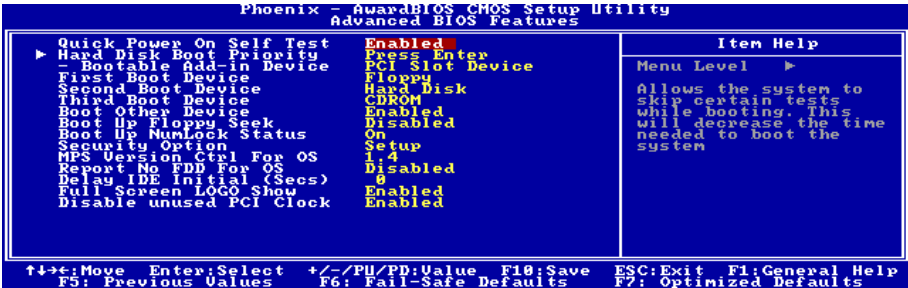 Phoenix - AwardBIOS CMOS Setup Utility
Advanced BIOS Features
Quick Power On Self Test Enabled
▶ Hard Disk Boot Priority Press Enter
- Bootable Add-in Device PCI Slot Device
First Boot Device Floppy
Second Boot Device Hard Disk
Third Boot Device CDROM
Boot Other Device Enabled
Boot Up Floppy Seek Disabled
Boot Up NumLock Status On
Security Option Setup
MPS Version Ctrl For OS 1.4
Report No FDD For OS Disabled
Delay IDE Initial (Secs) 0
Full Screen LOGO Show Enabled
Disable unused PCI Clock Enabled
Item Help
Menu Level ▶
Allows the system to
skip certain tests
while booting. This
will decrease the time
needed to boot the
system
↑↓→←:Move Enter:Select +/-/PU/PD:Value F10:Save ESC:Exit F1:General Help
F5: Previous Values F6: Fail-Safe Defaults F7: Optimized Defaults